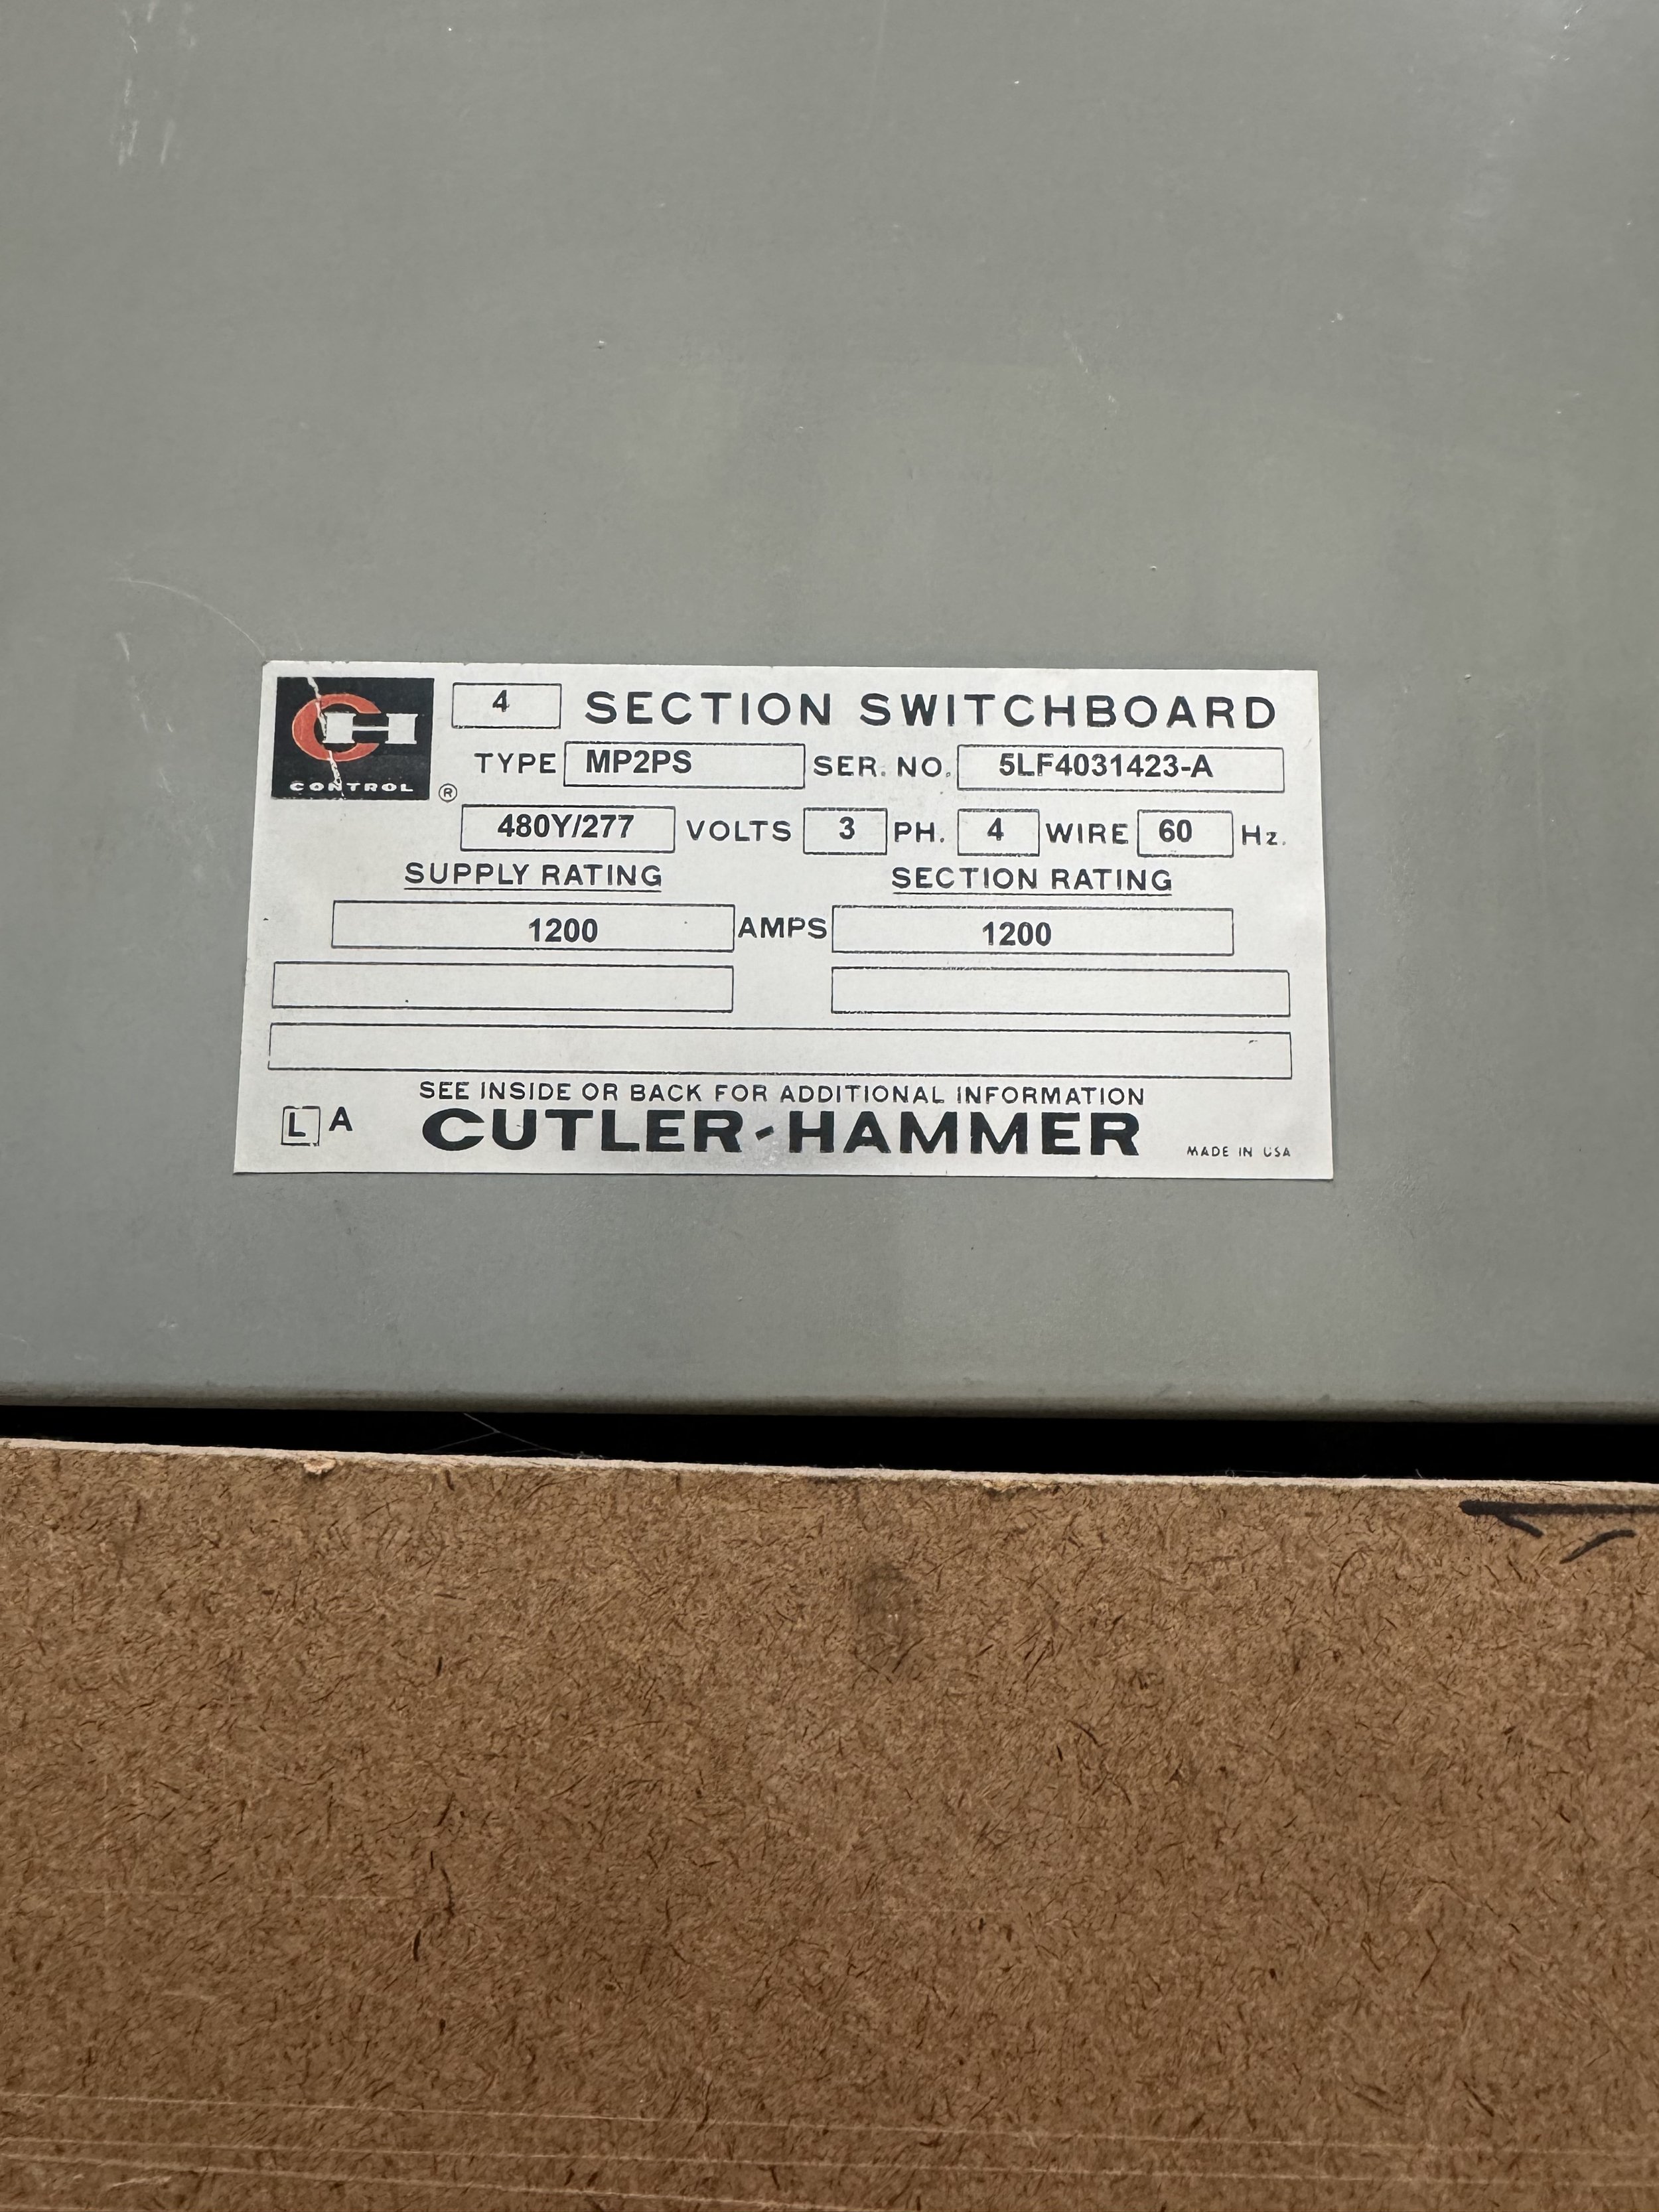 4 SECTION SWITCHBOARD
CH
CONTROL ®
TYPE MP2PS SER. NO. 5LF4031423-A
480Y/277 VOLTS 3 PH. 4 WIRE 60 Hz.
SUPPLY RATING SECTION RATING
1200 AMPS 1200
SEE INSIDE OR BACK FOR ADDITIONAL INFORMATION
L A CUTLER-HAMMER MADE IN USA